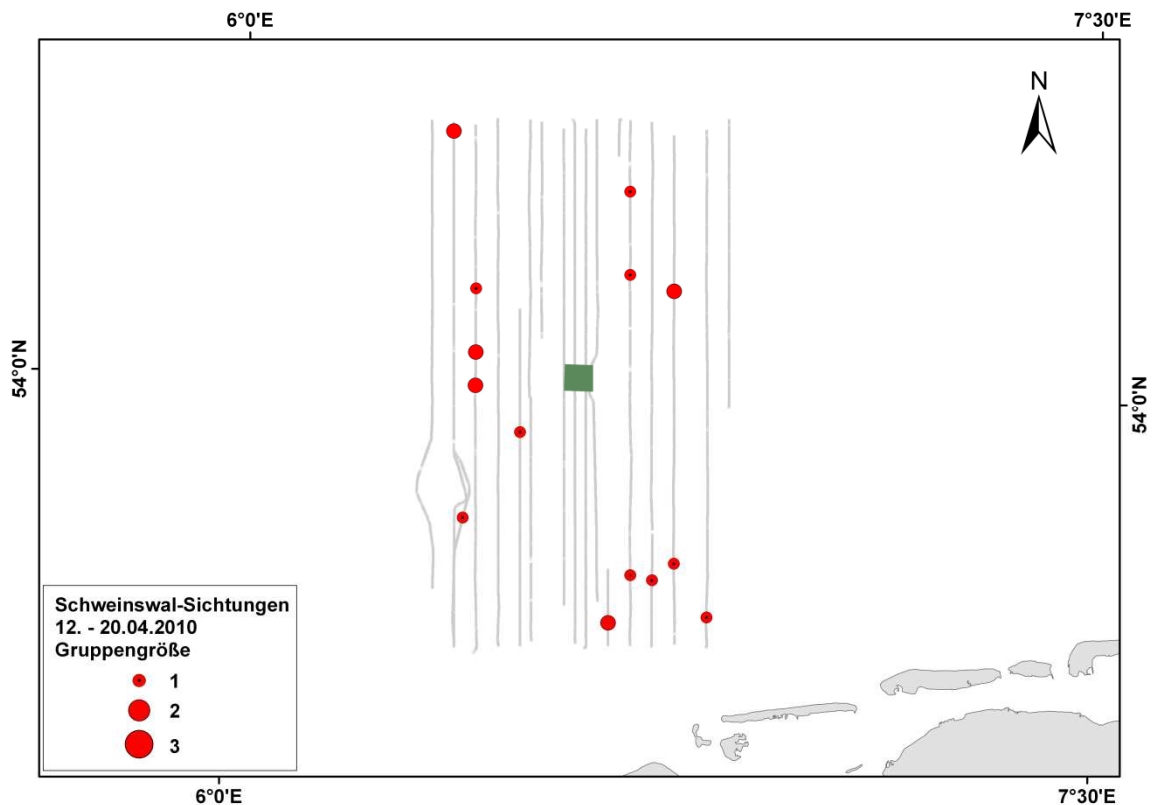 6°0'E
7°30'E
N
54°0'N
54°0'N
Schweinswal-Sichtungen
12. - 20.04.2010
Gruppengröße
1
2
3
6°0'E
7°30'E